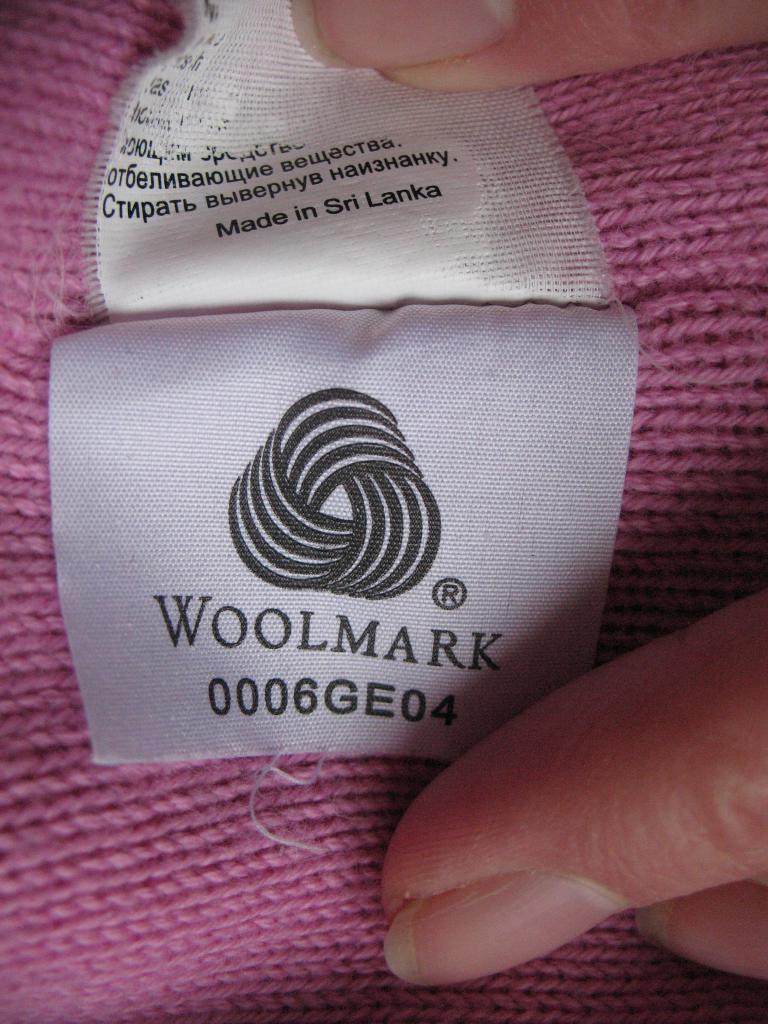 отбеливающие вещества.
Стирать вывернув наизнанку.
Made in Sri Lanka
®
WOOLMARK
0006GE04